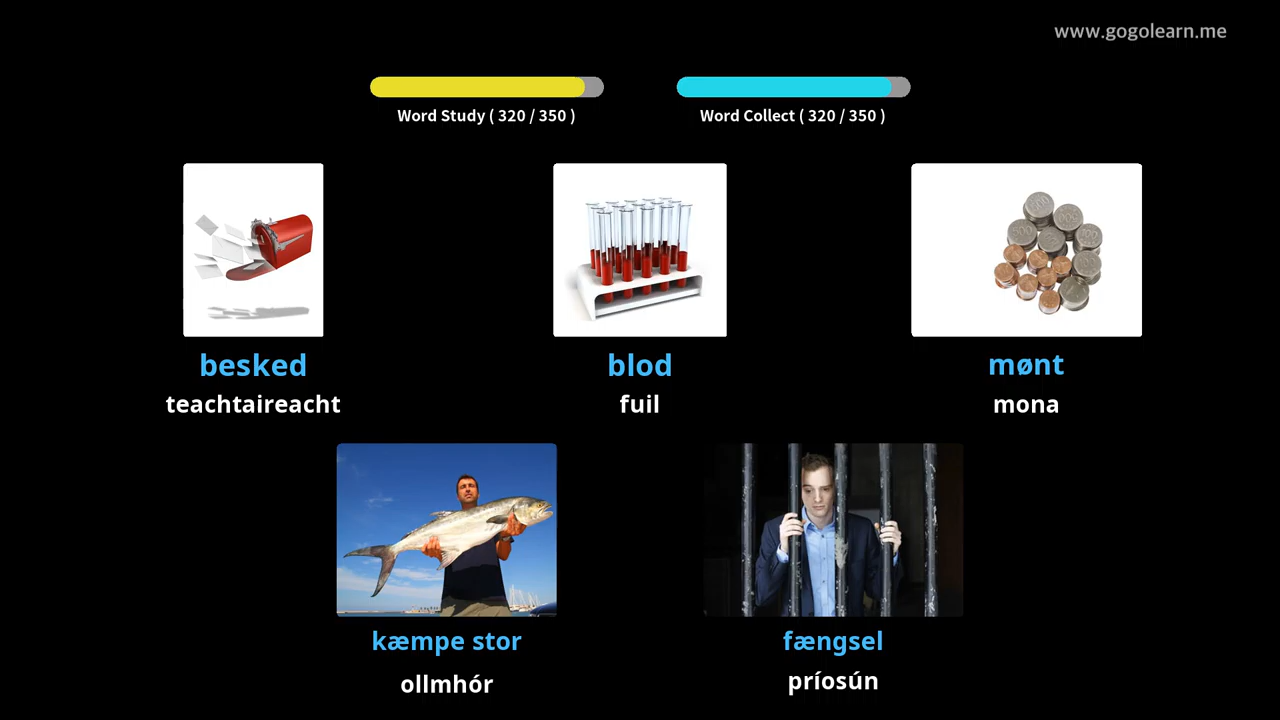 www.gogolearn.me
Word Study ( 320 / 350 )
Word Collect ( 320 / 350 )
besked
teachtaireacht
blod
fuil
mønt
mona
kæmpe stor
ollmhór
fængsel
príosún